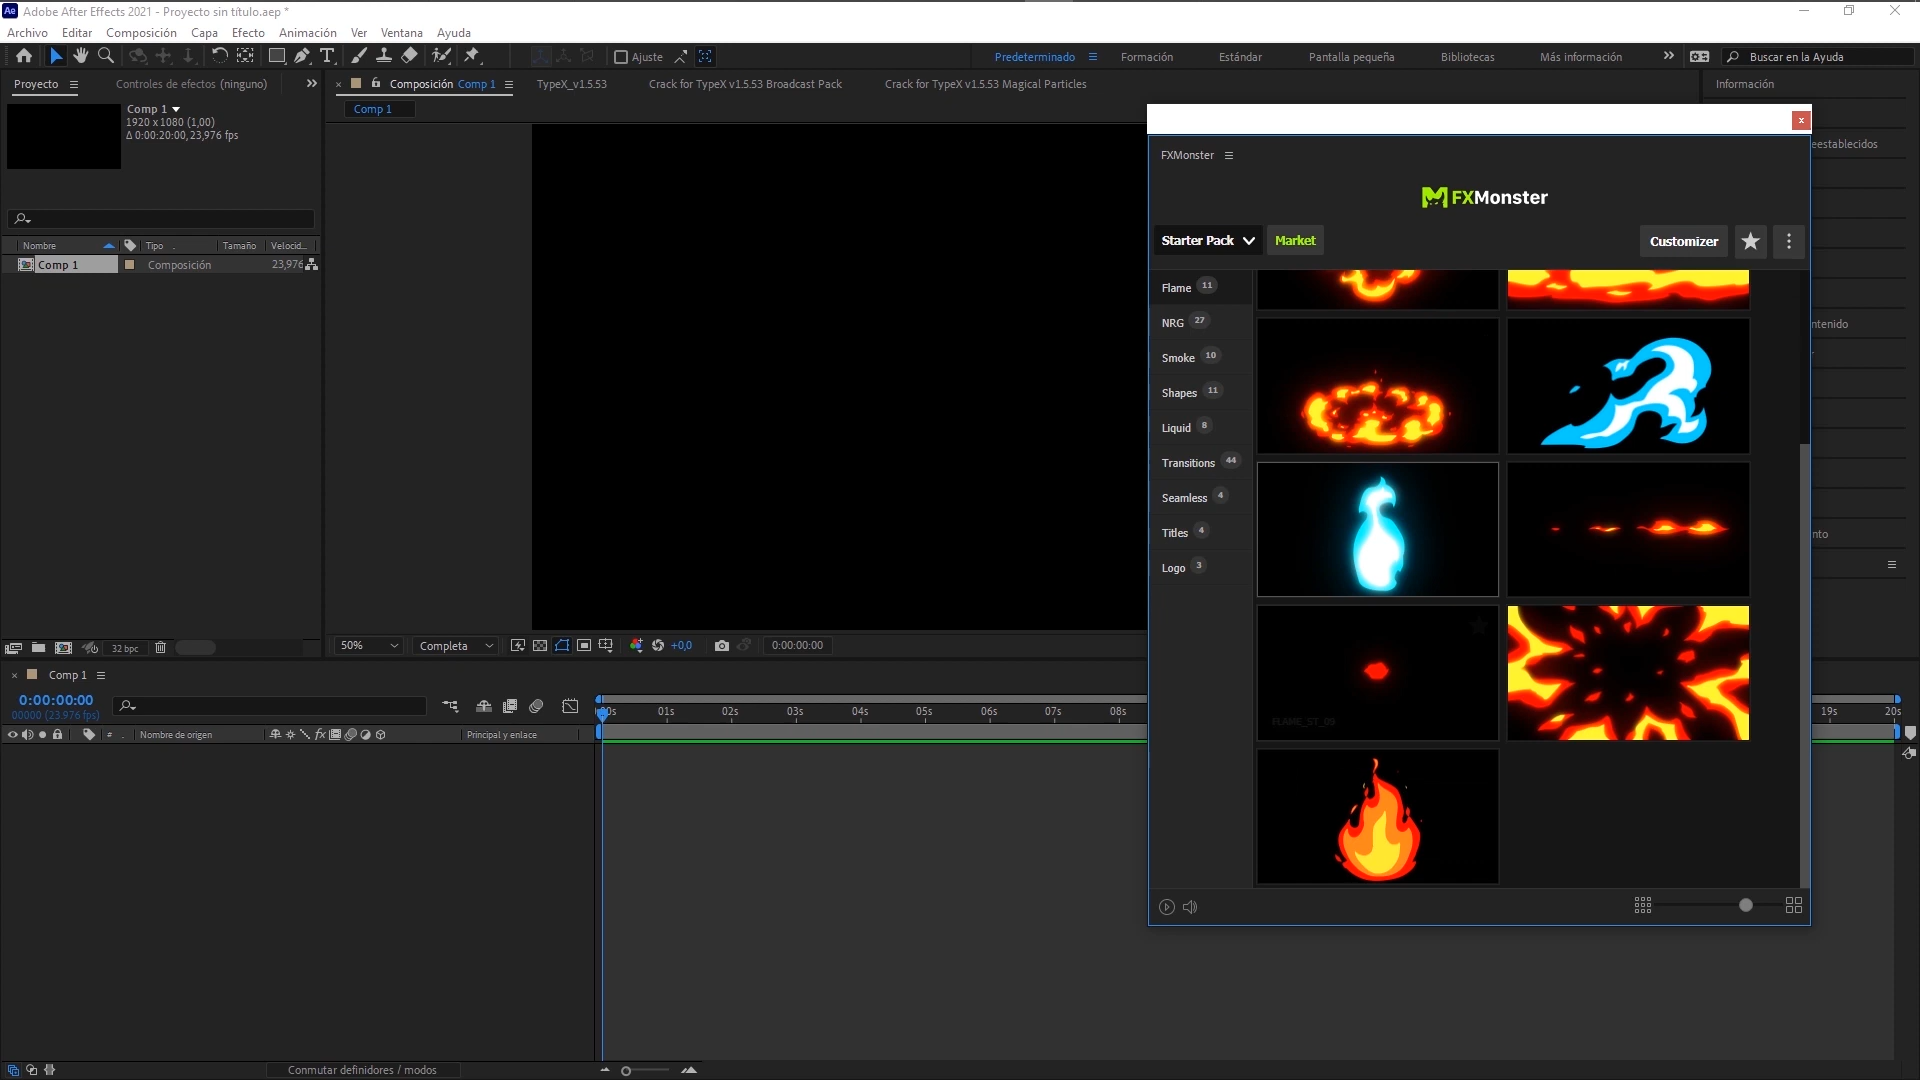 Ae Adobe After Effects 2021 - Proyecto sin título.aep *
Archivo Editar Composición Capa Efecto Animación Ver Ventana Ayuda
Ajuste
Predeterminado Formación Estándar Pantalla pequeña Bibliotecas Más información
Buscar en la Ayuda
Proyecto
Controles de efectos (ninguno)
Composición Comp 1
TypeX_v1.5.53
Crack for TypeX v1.5.53 Broadcast Pack
Crack for TypeX v1.5.53 Magical Particles
Información
Comp 1
1920 x 1080 (1,00)
Δ 0:00:20:00, 23,976 fps
Comp 1
Nombre Tipo Tamaño Velocid...
Comp 1 Composición 23,976
32 bpc
eestablecidos
ntenido
nto
FXMonster
FXMonster
Starter Pack
Market
Customizer
Flame 11
NRG 27
Smoke 10
Shapes 11
Liquid 8
Transitions 44
Seamless 4
Titles 4
Logo 3
FLAME_ST_09
50%
Completa
+0,0
0:00:00:00
Comp 1
0:00:00:00
00000 (23.976 fps)
# Nombre de origen fx Principal y enlace
00s 01s 02s 03s 04s 05s 06s 07s 08s 19s 20s
Conmutar definidores / modos